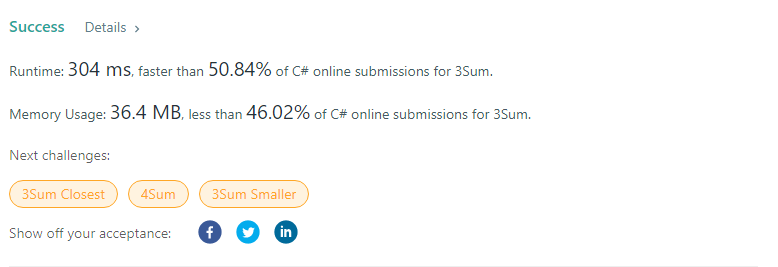 Success Details >
Runtime: 304 ms, faster than 50.84% of C# online submissions for 3Sum.
Memory Usage: 36.4 MB, less than 46.02% of C# online submissions for 3Sum.
Next challenges:
3Sum Closest 4Sum 3Sum Smaller
Show off your acceptance: f in